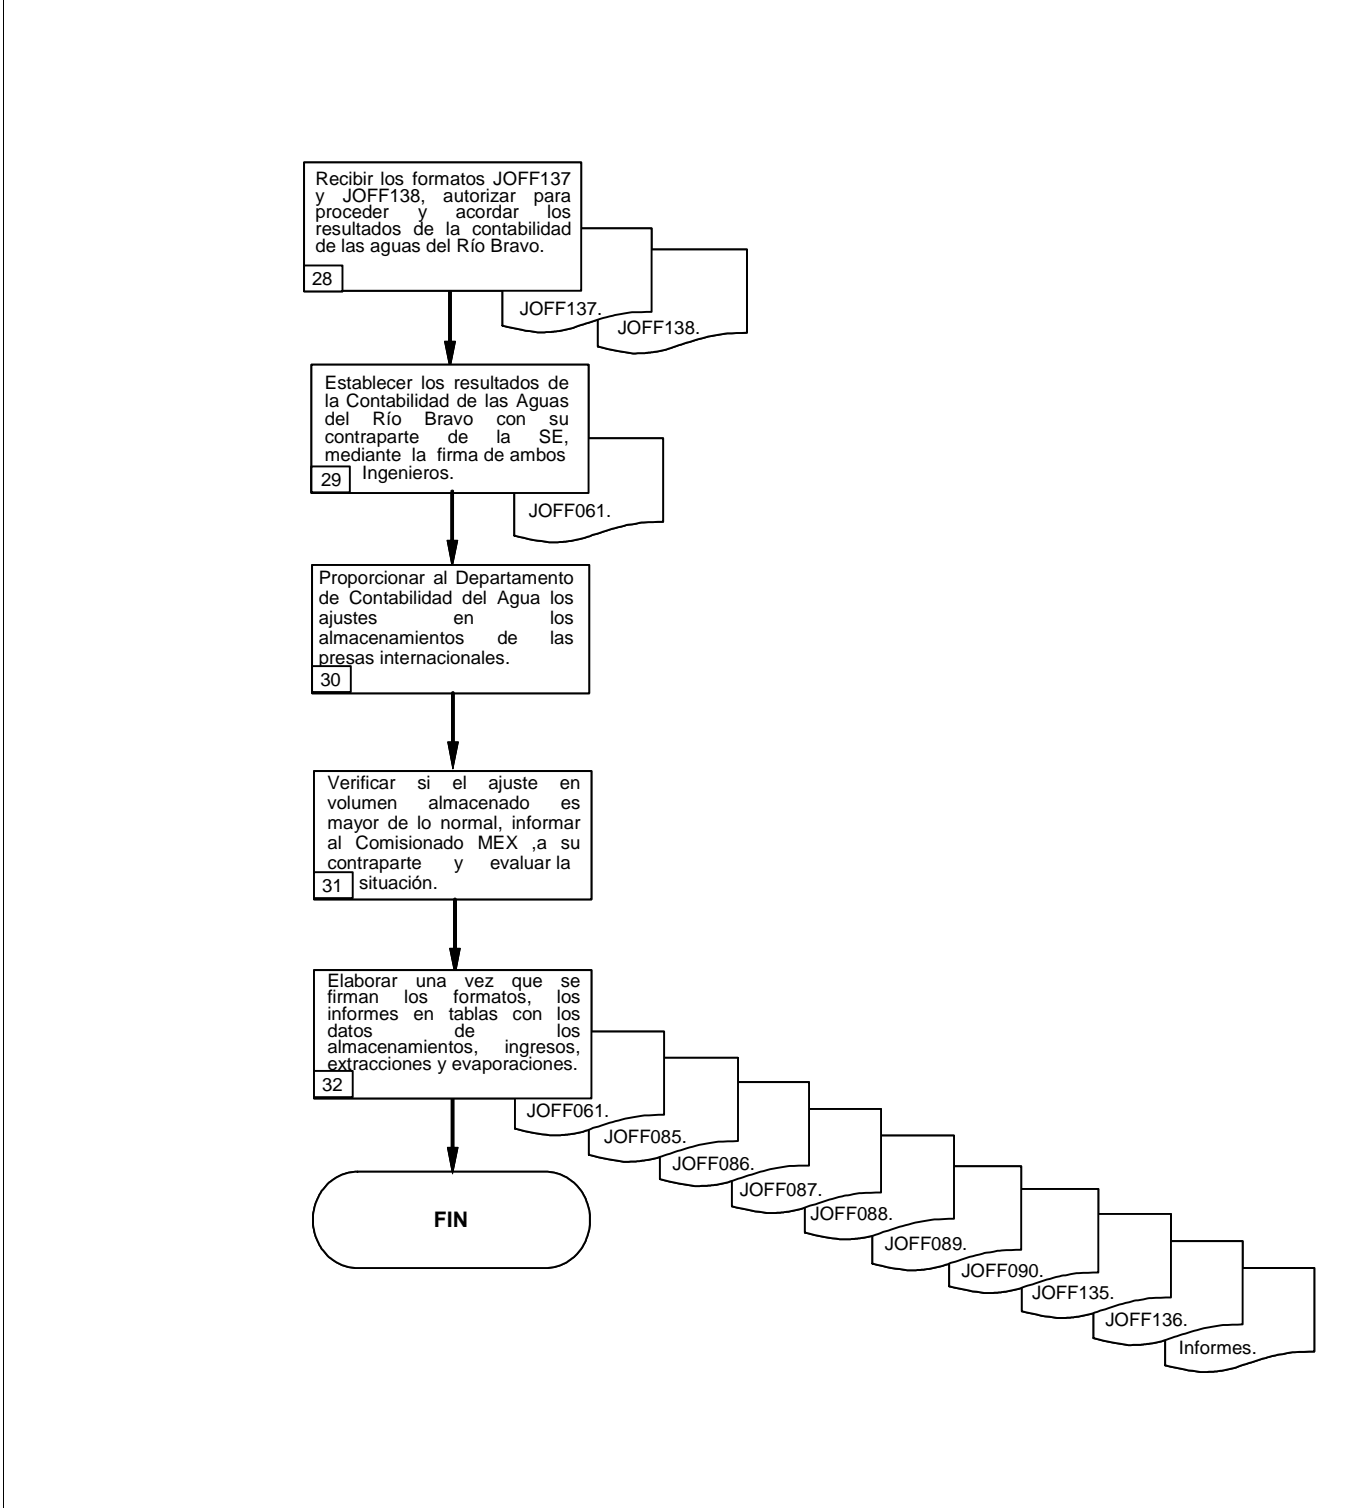 Recibir los formatos JOFF137
y JOFF138, autorizar para
proceder y acordar los
resultados de la contabilidad
de las aguas del Río Bravo.
28
JOFF137.
JOFF138.
Establecer los resultados de
la Contabilidad de las Aguas
del Río Bravo con su
contraparte de la SE,
mediante la firma de ambos
Ingenieros.
29
JOFF061.
Proporcionar al Departamento
de Contabilidad del Agua los
ajustes en los
almacenamientos de las
presas internacionales.
30
Verificar si el ajuste en
volumen almacenado es
mayor de lo normal, informar
al Comisionado MEX ,a su
contraparte y evaluar la
situación.
31
Elaborar una vez que se
firman los formatos, los
informes en tablas con los
datos de los
almacenamientos, ingresos,
extracciones y evaporaciones.
32
JOFF061.
JOFF085.
JOFF086.
JOFF087.
JOFF088.
JOFF089.
JOFF090.
JOFF135.
JOFF136.
Informes.
FIN